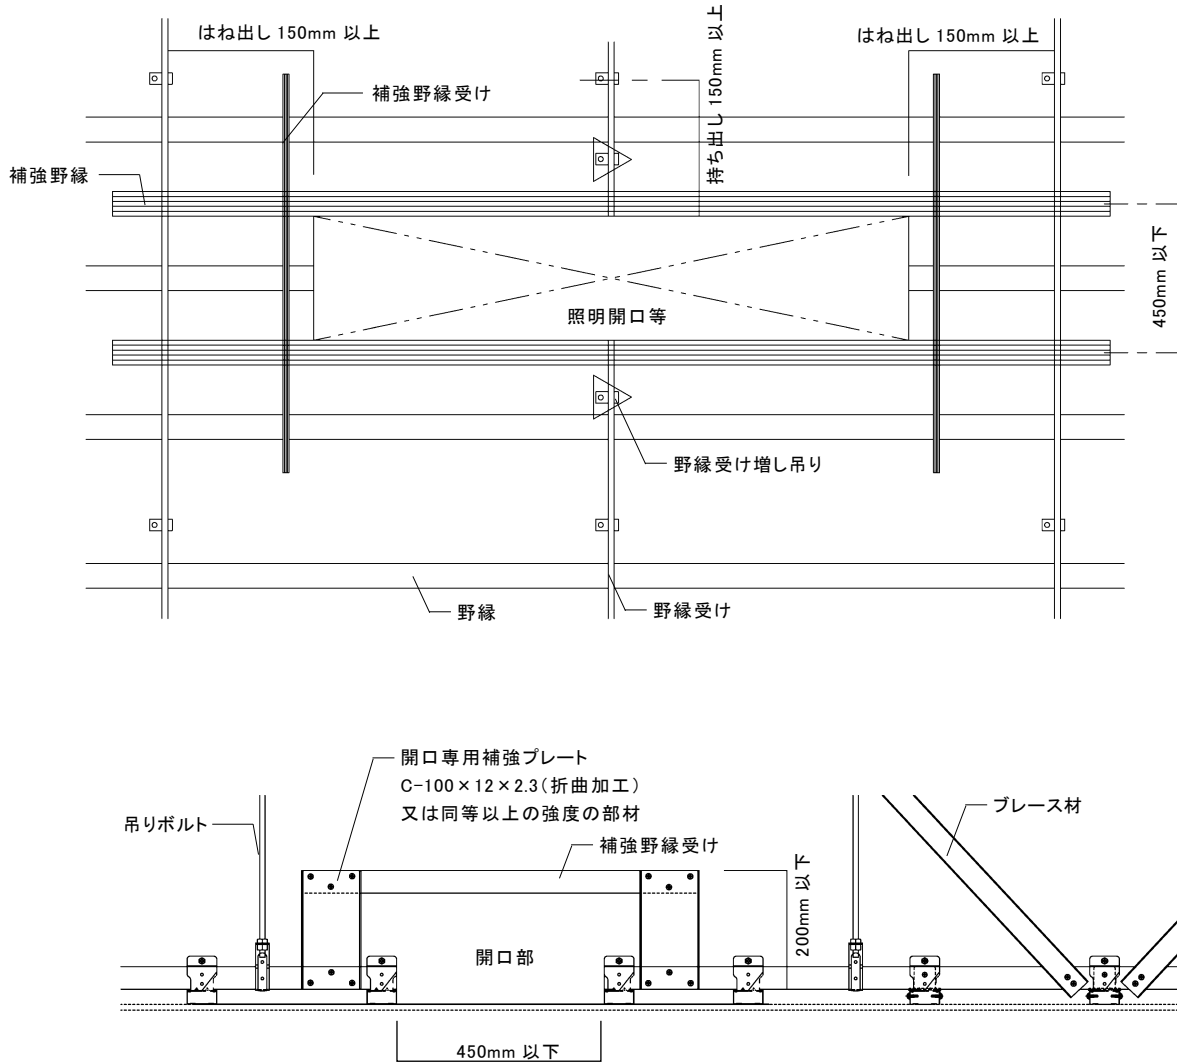 はね出し 150mm 以上
持ち出し 150mm 以上
はね出し 150mm 以上
補強野縁受け
補強野縁
450mm 以下
照明開口等
野縁受け増し吊り
野縁
野縁受け
開口専用補強プレート
C-100×12×2.3(折曲加工)
又は同等以上の強度の部材
吊りボルト
補強野縁受け
ブレース材
200mm 以下
開口部
450mm 以下